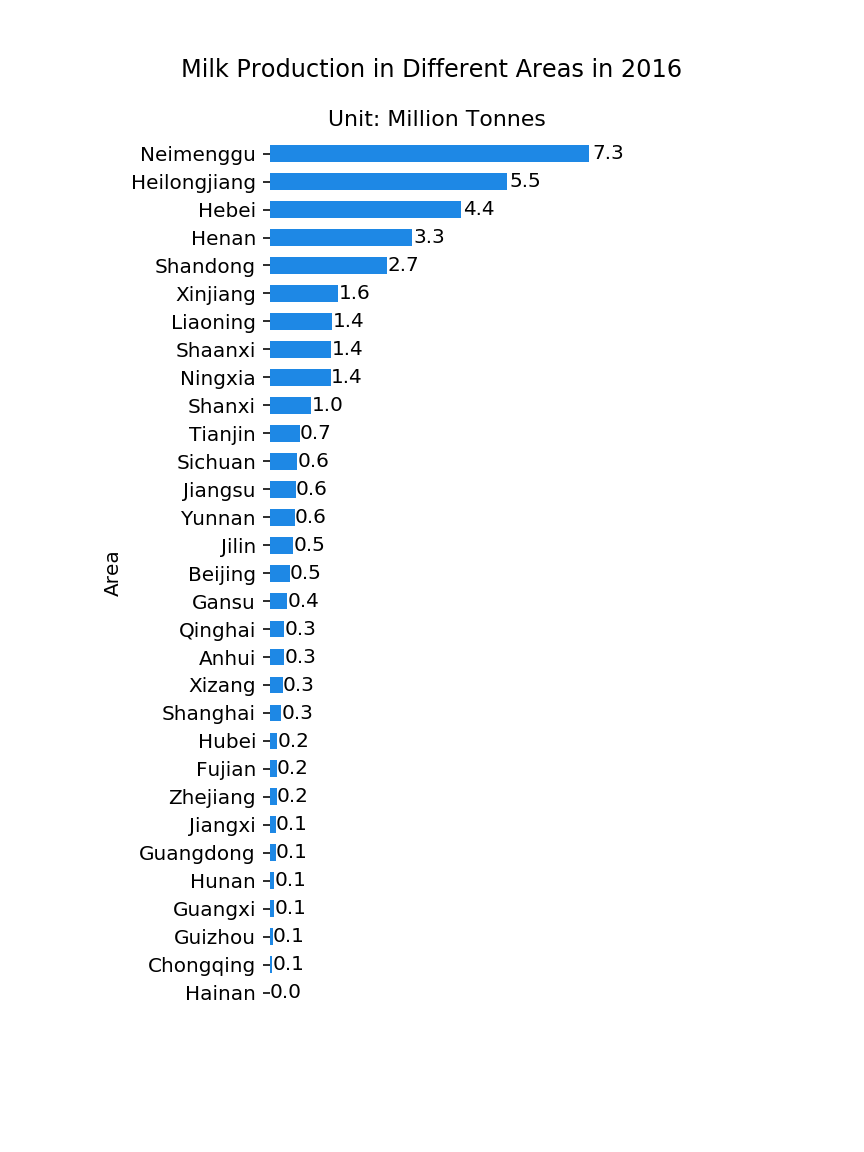 Milk Production in Different Areas in 2016
Unit: Million Tonnes
Neimenggu 7.3
Heilongjiang 5.5
Hebei 4.4
Henan 3.3
Shandong 2.7
Xinjiang 1.6
Liaoning 1.4
Shaanxi 1.4
Ningxia 1.4
Shanxi 1.0
Tianjin 0.7
Sichuan 0.6
Jiangsu 0.6
Yunnan 0.6
Jilin 0.5
Beijing 0.5
Gansu 0.4
Qinghai 0.3
Anhui 0.3
Xizang 0.3
Shanghai 0.3
Hubei 0.2
Fujian 0.2
Zhejiang 0.2
Jiangxi 0.1
Guangdong 0.1
Hunan 0.1
Guangxi 0.1
Guizhou 0.1
Chongqing 0.1
Hainan 0.0
Area